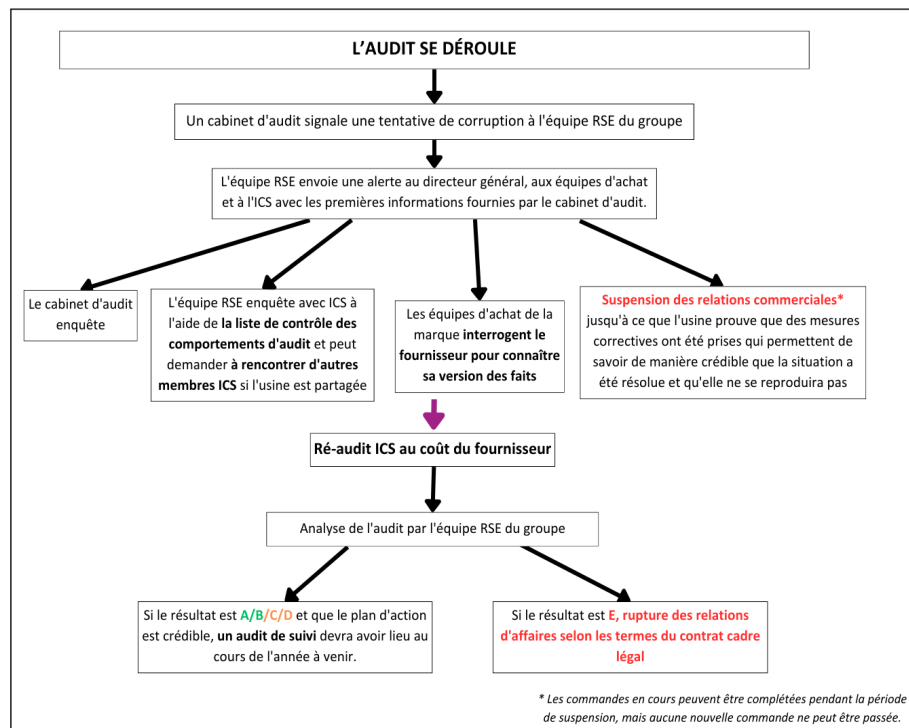 L'AUDIT SE DÉROULE
Un cabinet d'audit signale une tentative de corruption à l'équipe RSE du groupe
L'équipe RSE envoie une alerte au directeur général, aux équipes d'achat
et à l'ICS avec les premières informations fournies par le cabinet d'audit.
Le cabinet d'audit
enquête
L'équipe RSE enquête avec ICS à
l'aide de la liste de contrôle des
comportements d'audit et peut
demander à rencontrer d'autres
membres ICS si l'usine est partagée
Les équipes d'achat de la
marque interrogent le
fournisseur pour connaître
sa version des faits
Suspension des relations commerciales*
jusqu'à ce que l'usine prouve que des mesures
correctives ont été prises qui permettent de
savoir de manière crédible que la situation a
été résolue et qu'elle ne se reproduira pas
Ré-audit ICS au coût du fournisseur
Analyse de l'audit par l'équipe RSE du groupe
Si le résultat est A/B/C/D et que le plan d'action
est crédible, un audit de suivi devra avoir lieu au
cours de l'année à venir.
Si le résultat est E, rupture des relations
d'affaires selon les termes du contrat cadre
légal
* Les commandes en cours peuvent être complétées pendant la période
de suspension, mais aucune nouvelle commande ne peut être passée.